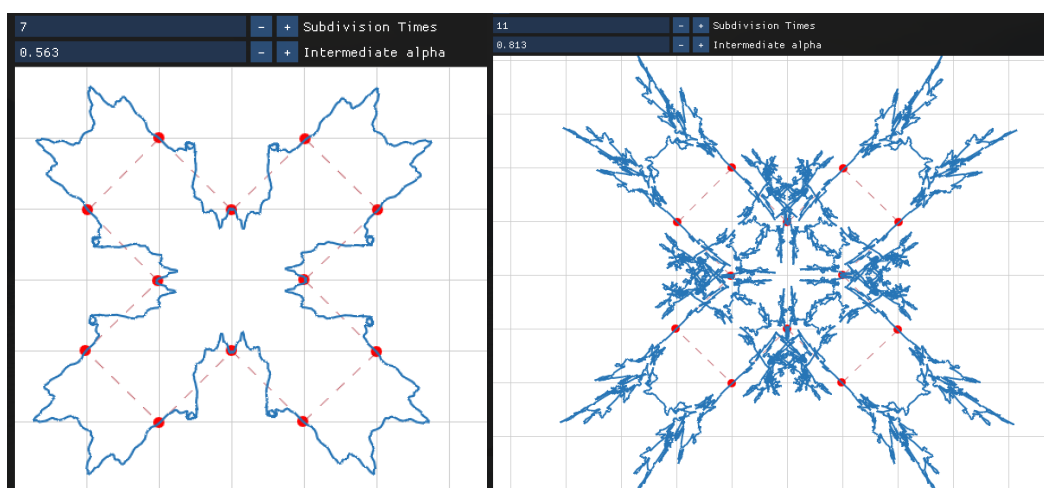 7 - + Subdivision Times
0.563 - + Intermediate alpha
11 - + Subdivision Times
0.813 - + Intermediate alpha